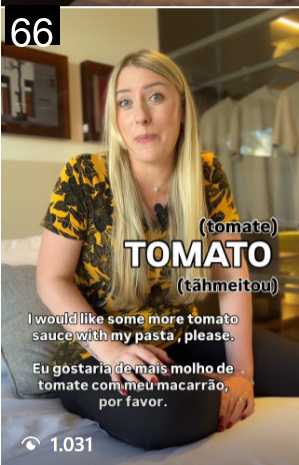 66
(tomate)
TOMATO
(tähmeitou)
I would like some more tomato
sauce with my pasta , please.
Eu gostaria de mais molho de
tomate com meu macarrão,
por favor.
1.031